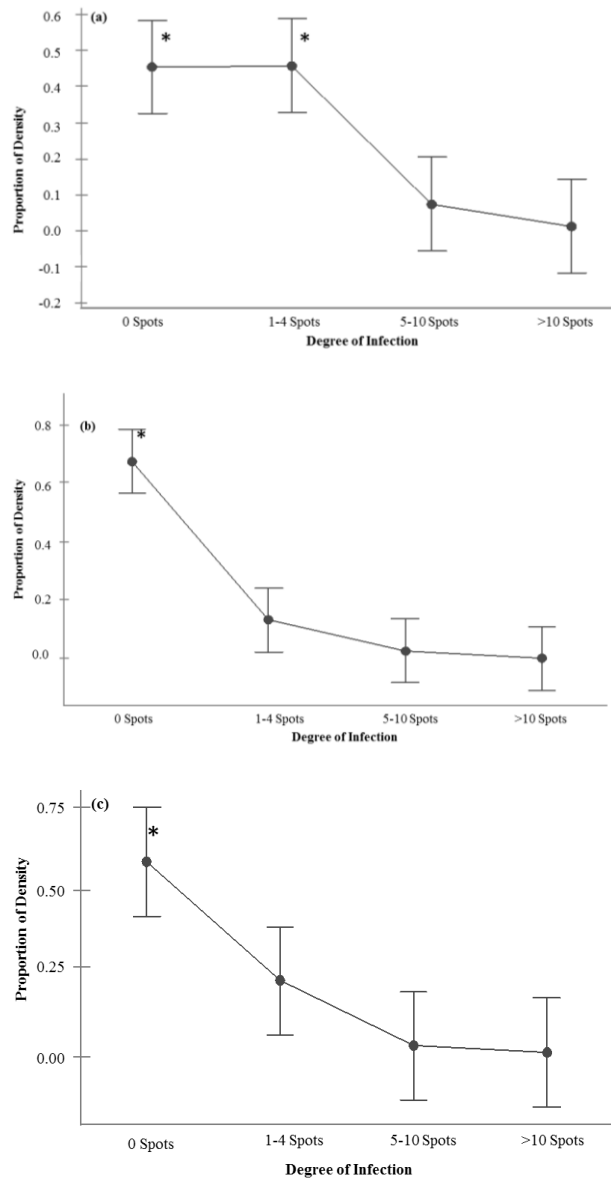 (a)
*
*
0.6
0.5
0.4
0.3
0.2
0.1
0.0
-0.1
-0.2
Proportion of Density
0 Spots
1-4 Spots
5-10 Spots
>10 Spots
Degree of Infection
(b)
*
0.8
0.6
0.4
0.2
0.0
Proportion of Density
0 Spots
1-4 Spots
5-10 Spots
>10 Spots
Degree of Infection
(c)
*
0.75
0.50
0.25
0.00
Proportion of Density
0 Spots
1-4 Spots
5-10 Spots
>10 Spots
Degree of Infection